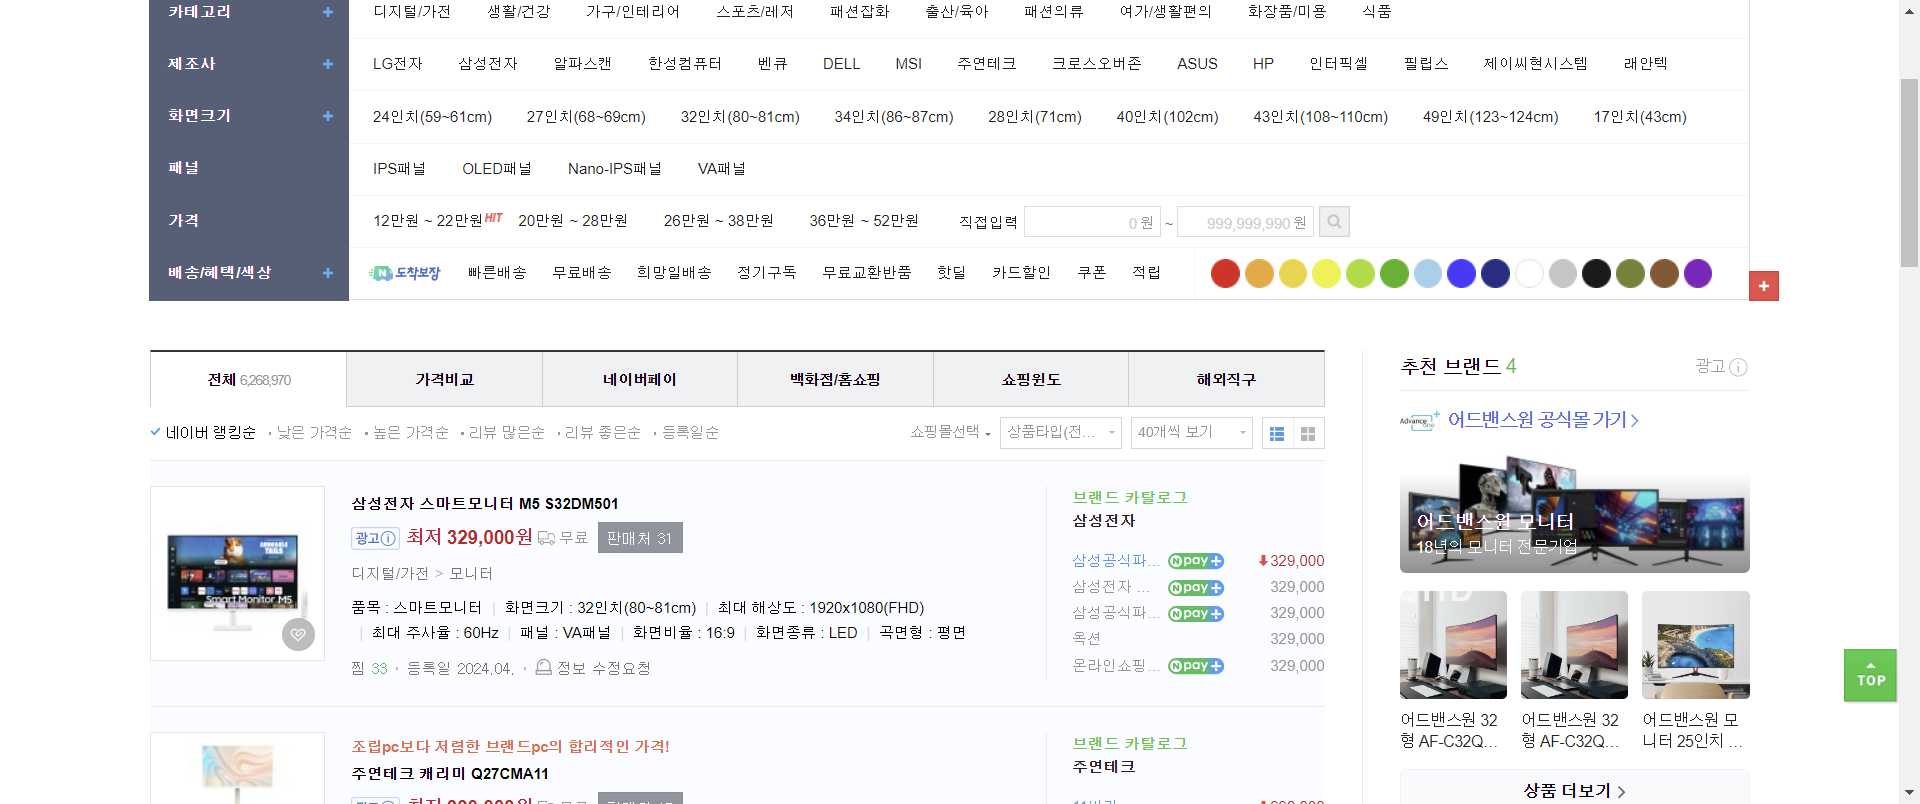 카테고리 + 디지털/가전 생활/건강 가구/인테리어 스포츠/레저 패션잡화 출산/육아 패션의류 여가/생활편의 화장품/미용 식품
제조사 + LG전자 삼성전자 알파스캔 한성컴퓨터 벤큐 DELL MSI 주연테크 크로스오버존 ASUS HP 인터픽셀 필립스 제이씨현시스템 래안텍
화면크기 + 24인치(59~61cm) 27인치(68~69cm) 32인치(80~81cm) 34인치(86~87cm) 28인치(71cm) 40인치(102cm) 43인치(108~110cm) 49인치(123~124cm) 17인치(43cm)
패널 IPS패널 OLED패널 Nano-IPS패널 VA패널
가격 12만원 ~ 22만원 HIT 20만원 ~ 28만원 26만원 ~ 38만원 36만원 ~ 52만원 직접입력 0 원 ~ 999,999,990 원
배송/혜택/색상 + N 도착보장 빠른배송 무료배송 희망일배송 정기구독 무료교환반품 핫딜 카드할인 쿠폰 적립
+
전체 6,268,970 가격비교 네이버페이 백화점/홈쇼핑 쇼핑윈도 해외직구
네이버 랭킹순 · 낮은 가격순 · 높은 가격순 · 리뷰 많은순 · 리뷰 좋은순 · 등록일순 쇼핑몰선택 상품타입(전... 40개씩 보기
삼성전자 스마트모니터 M5 S32DM501
광고 최저 329,000원 무료 판매처 31
디지털/가전 > 모니터
품목 : 스마트모니터 | 화면크기 : 32인치(80~81cm) | 최대 해상도 : 1920x1080(FHD)
| 최대 주사율 : 60Hz | 패널 : VA패널 | 화면비율 : 16:9 | 화면종류 : LED | 곡면형 : 평면
찜 33 · 등록일 2024.04. · 정보 수정요청
Smart Monitor M5
브랜드 카탈로그
삼성전자
삼성공식파... N pay+ 329,000
삼성전자 ... N pay+ 329,000
삼성공식파... N pay+ 329,000
옥션 329,000
온라인쇼핑... N pay+ 329,000
조립pc보다 저렴한 브랜드pc의 합리적인 가격!
주연테크 캐리미 Q27CMA11
브랜드 카탈로그
주연테크
추천 브랜드 4 광고
Advance one 어드밴스원 공식몰 가기 >
어드밴스원 모니터
18년의 모니터 전문기업
어드밴스원 32형 AF-C32Q...
어드밴스원 32형 AF-C32Q...
어드밴스원 모니터 25인치 ...
상품 더보기 >
TOP